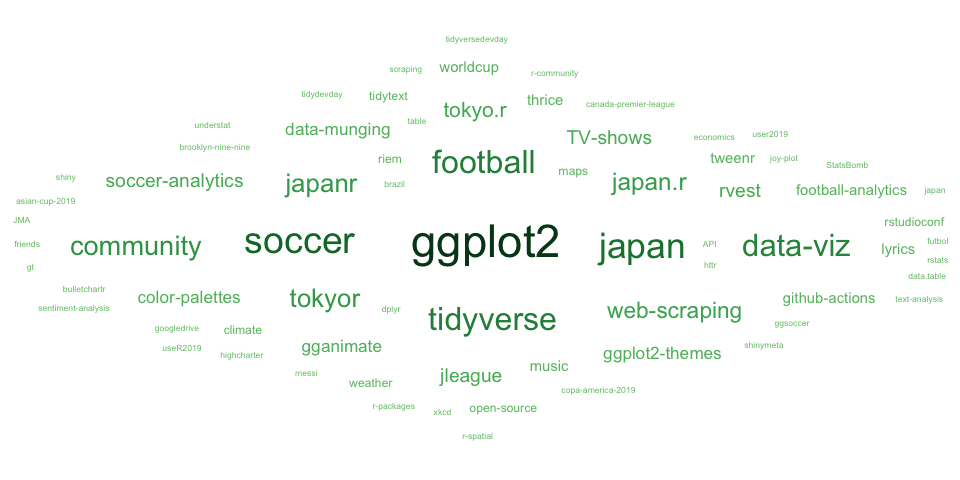 tidyversedevday
scraping
worldcup
r-community
tidydevday
tidytext
tokyo.r
thrice
canada-premier-league
understat
data-munging
table
TV-shows
economics
user2019
brooklyn-nine-nine
riem
football
maps
tweenr
joy-plot
StatsBomb
shiny
soccer-analytics
japanr
brazil
japan.r
rvest
football-analytics
japan
asian-cup-2019
JMA
rstudioconf
friends
community
soccer
ggplot2
japan
API
data-viz
lyrics
futbol
gt
httr
rstats
data.table
bulletchartr
color-palettes
tokyor
github-actions
text-analysis
sentiment-analysis
dplyr
tidyverse
web-scraping
ggsoccer
googledrive
climate
useR2019
highcharter
gganimate
ggplot2-themes
shinymeta
messi
weather
jleague
music
copa-america-2019
r-packages
xkcd
open-source
r-spatial